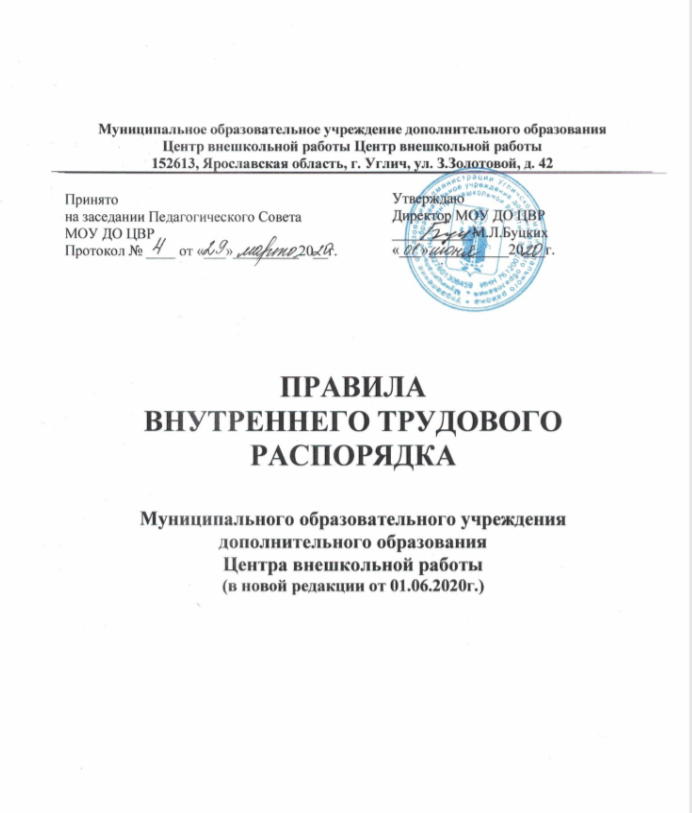 Муниципальное образовательное учреждение дополнительного образования
Центр внешкольной работы Центр внешкольной работы
152613, Ярославская область, г. Углич, ул. З.Золотовой, д. 42
Принято
на заседании Педагогического Совета
МОУ ДО ЦВР
Протокол № 4 от «29» марта 2020г.
Утверждаю
Директор МОУ ДО ЦВР
М.Л.Буцких
« » июня 2020 г.
ПРАВИЛА
ВНУТРЕННЕГО ТРУДОВОГО
РАСПОРЯДКА
Муниципального образовательного учреждения
дополнительного образования
Центра внешкольной работы
(в новой редакции от 01.06.2020г.)